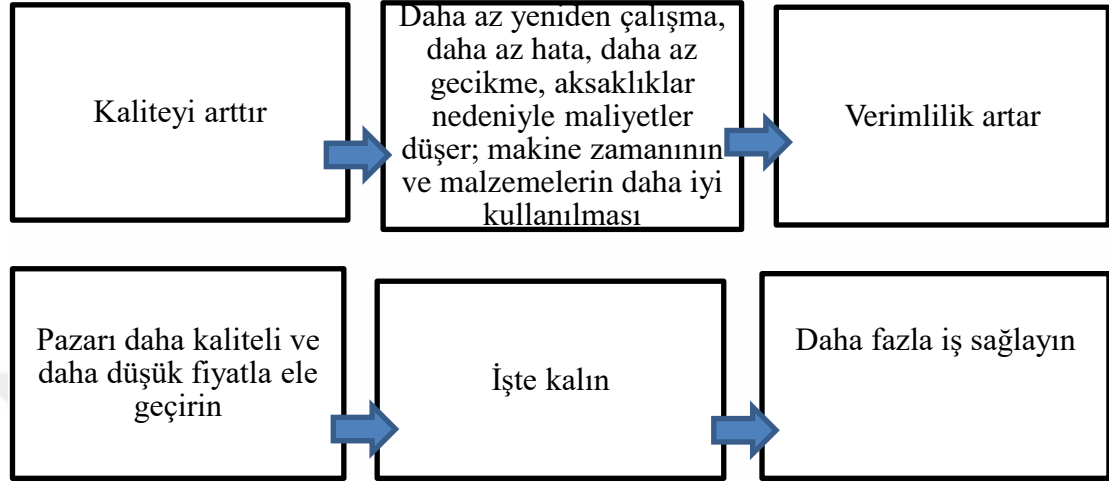 Kaliteyi arttır
Daha az yeniden çalışma,
daha az hata, daha az
gecikme, aksaklıklar
nedeniyle maliyetler
düşer; makine zamanının
ve malzemelerin daha iyi
kullanılması
Verimlilik artar
Pazarı daha kaliteli ve
daha düşük fiyatla ele
geçirin
İşte kalın
Daha fazla iş sağlayın